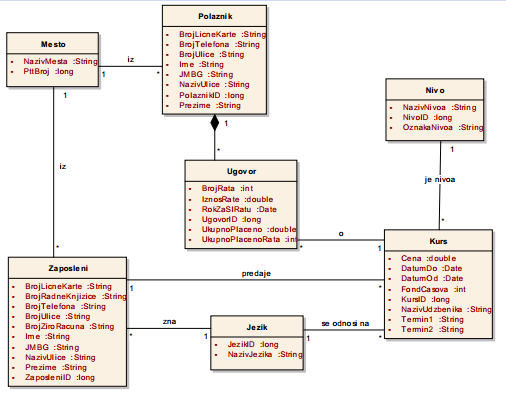 Polaznik
BrojLicneKarte :String
BrojTelefona :String
BrojUlice :String
Ime :String
JMBG :String
NazivUlice :String
PolaznikID :long
Prezime :String
Mesto
NazivMesta :String
PttBroj :long
iz
1
*
1
iz
*
1
*
Nivo
NazivNivoa :String
NivoID :long
OznakaNivoa :String
1
je nivoa
*
Ugovor
BrojRata :int
IznosRate :double
RokZaSlRatu :Date
UgovorID :long
UkupnoPlaceno :double
UkupnoPlacenoRata :int
*
o
1
Kurs
Cena :double
DatumDo :Date
DatumOd :Date
FondCasova :int
KursID :long
NazivUdzbenika :String
Termin1 :String
Termin2 :String
Zaposleni
BrojLicneKarte :String
BrojRadneKnjizice :String
BrojTelefona :String
BrojUlice :String
BrojZiroRacuna :String
Ime :String
JMBG :String
NazivUlice :String
Prezime :String
ZaposleniID :long
1
predaje
*
*
zna
1
Jezik
JezikID :long
NazivJezika :String
1
se odnosi na
*